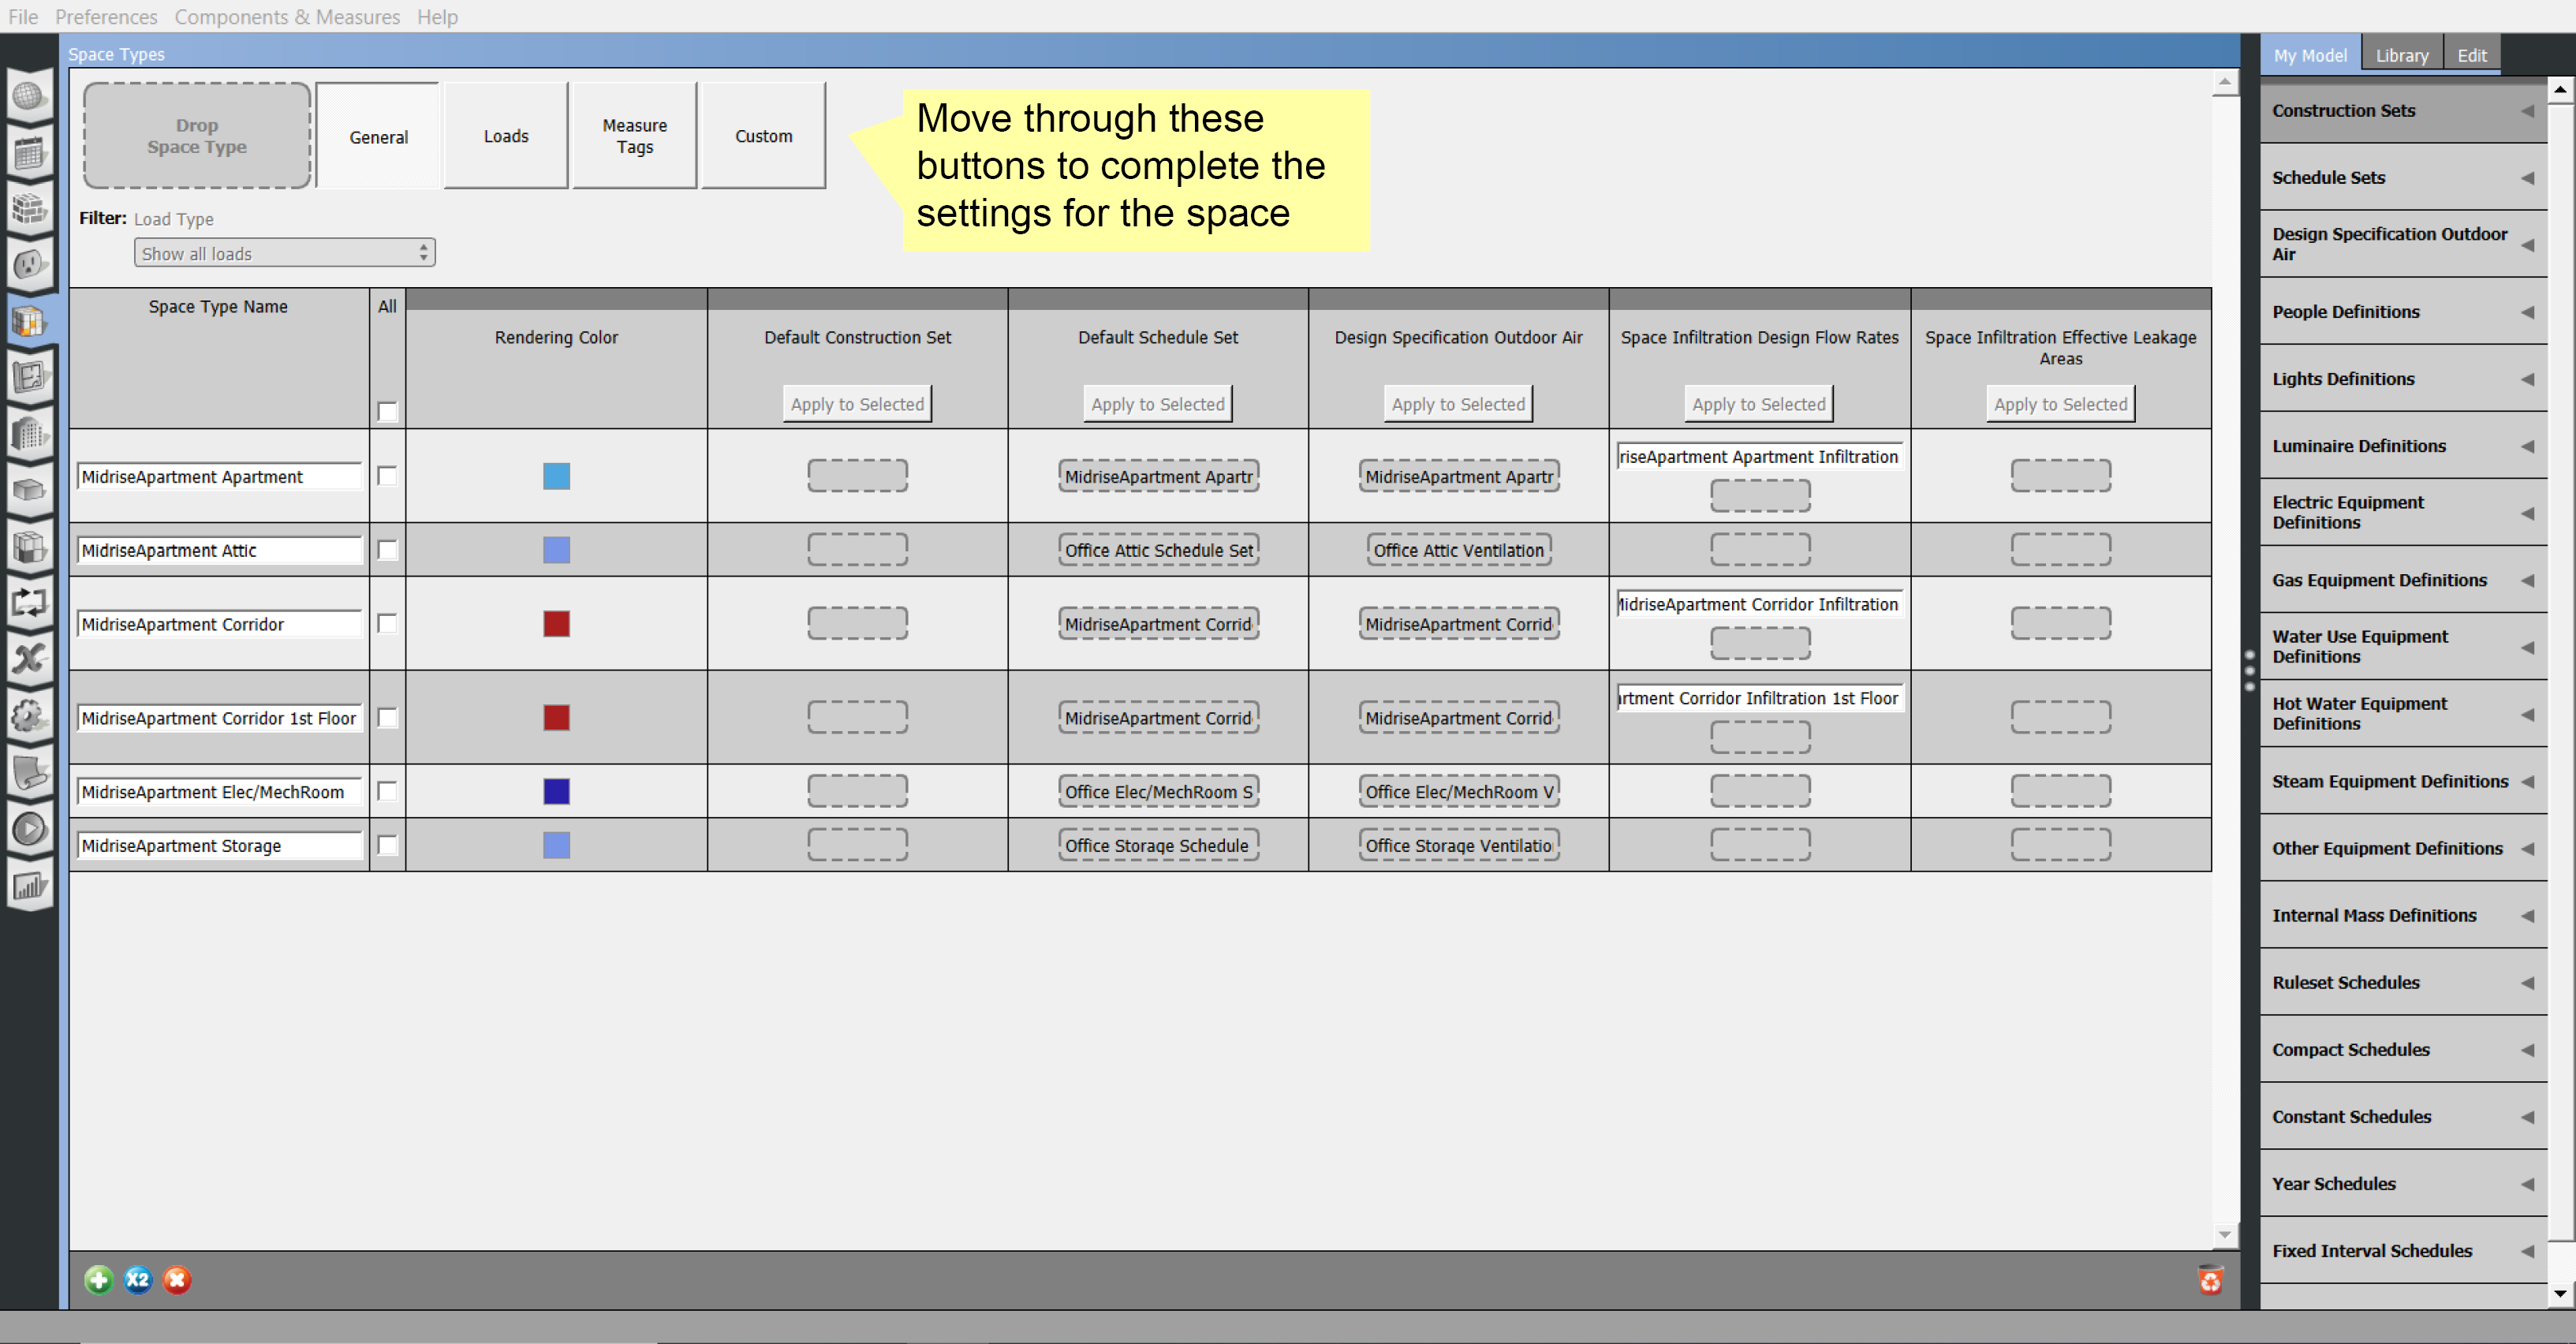 File Preferences Components & Measures Help
Space Types
My Model Library Edit
Drop
Space Type
General
Loads
Measure
Tags
Custom
Move through these
buttons to complete the
settings for the space
Filter: Load Type
Show all loads
Space Type Name
All
Rendering Color
Default Construction Set
Default Schedule Set
Design Specification Outdoor Air
Space Infiltration Design Flow Rates
Space Infiltration Effective Leakage
Areas
Apply to Selected
Apply to Selected
Apply to Selected
Apply to Selected
Apply to Selected
MidriseApartment Apartment
MidriseApartment Apartr
MidriseApartment Apartr
riseApartment Apartment Infiltration
MidriseApartment Attic
Office Attic Schedule Set
Office Attic Ventilation
MidriseApartment Corridor
MidriseApartment Corrid
MidriseApartment Corrid
MidriseApartment Corridor Infiltration
MidriseApartment Corridor 1st Floor
MidriseApartment Corrid
MidriseApartment Corrid
rtment Corridor Infiltration 1st Floor
MidriseApartment Elec/MechRoom
Office Elec/MechRoom S
Office Elec/MechRoom V
MidriseApartment Storage
Office Storage Schedule
Office Storage Ventilatio
X2
Construction Sets
Schedule Sets
Design Specification Outdoor
Air
People Definitions
Lights Definitions
Luminaire Definitions
Electric Equipment
Definitions
Gas Equipment Definitions
Water Use Equipment
Definitions
Hot Water Equipment
Definitions
Steam Equipment Definitions
Other Equipment Definitions
Internal Mass Definitions
Ruleset Schedules
Compact Schedules
Constant Schedules
Year Schedules
Fixed Interval Schedules